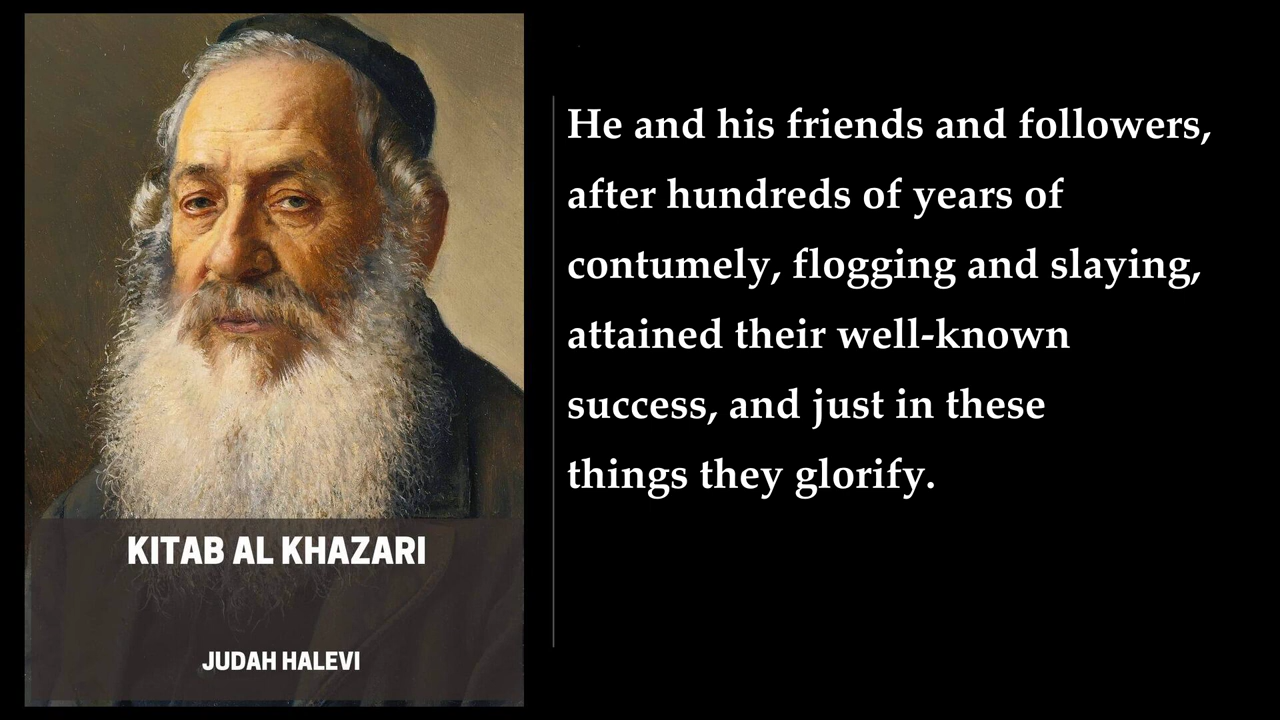 KITAB AL KHAZARI
JUDAH HALEVI
He and his friends and followers,
after hundreds of years of
contumely, flogging and slaying,
attained their well-known
success, and just in these
things they glorify.